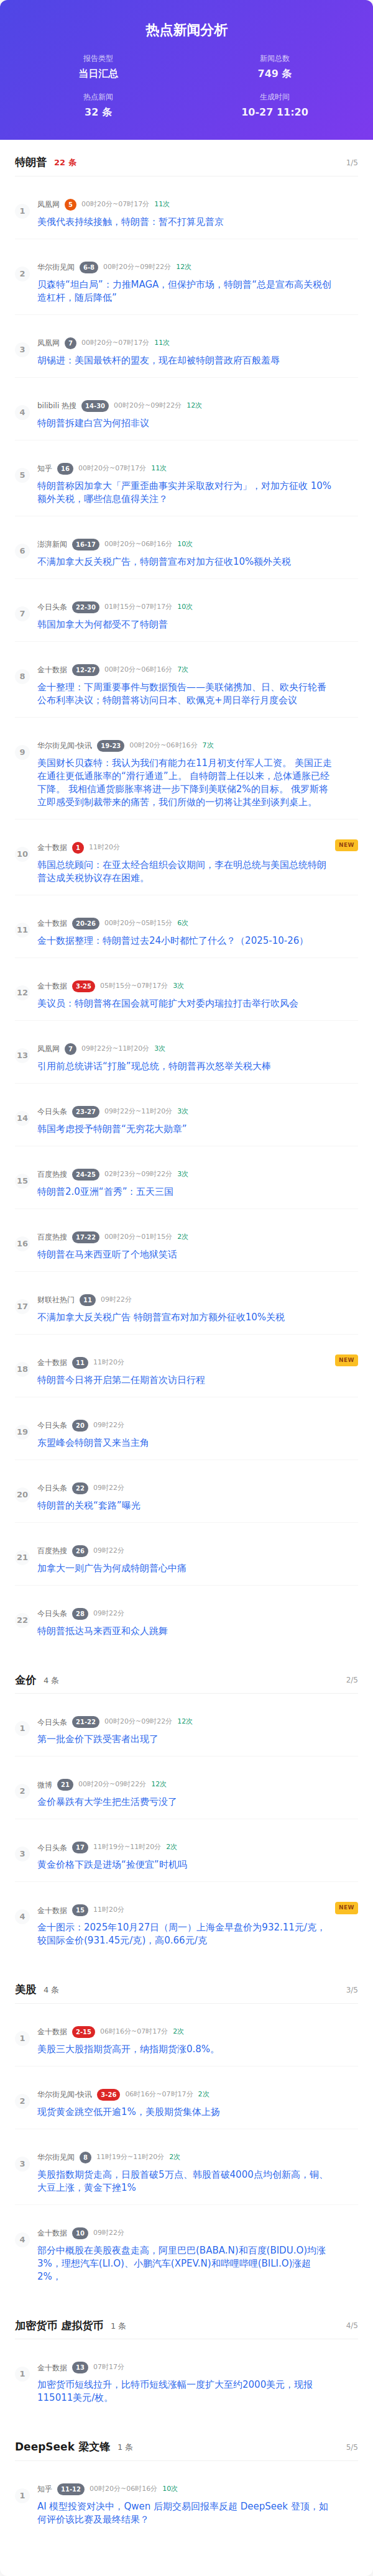 热点新闻分析
报告类型
当日汇总
新闻总数
749 条
热点新闻
32 条
生成时间
10-27 11:20
特朗普 22 条 1/5
1
凤凰网 5 00时20分~07时17分 11次
美俄代表持续接触，特朗普：暂不打算见普京
2
华尔街见闻 6-8 00时20分~09时22分 12次
贝森特“坦白局”：力推MAGA，但保护市场，特朗普“总是宣布高关税创
造杠杆，随后降低”
3
凤凰网 7 00时20分~07时17分 11次
胡锡进：美国最铁杆的盟友，现在却被特朗普政府百般羞辱
4
bilibili 热搜 14-30 00时20分~09时22分 12次
特朗普拆建白宫为何招非议
5
知乎 16 00时20分~07时17分 11次
特朗普称因加拿大「严重歪曲事实并采取敌对行为」，对加方征收 10%
额外关税，哪些信息值得关注？
6
澎湃新闻 16-17 00时20分~06时16分 10次
不满加拿大反关税广告，特朗普宣布对加方征收10%额外关税
7
今日头条 22-30 01时15分~07时17分 10次
韩国加拿大为何都受不了特朗普
8
金十数据 12-27 00时20分~06时16分 7次
金十整理：下周重要事件与数据预告——美联储携加、日、欧央行轮番
公布利率决议；特朗普将访问日本、欧佩克+周日举行月度会议
9
华尔街见闻-快讯 19-23 00时20分~06时16分 7次
美国财长贝森特：我认为我们有能力在11月初支付军人工资。 美国正走
在通往更低通胀率的“滑行通道”上。 自特朗普上任以来，总体通胀已经
下降。 我相信通货膨胀率将进一步下降到美联储2%的目标。 俄罗斯将
立即感受到制裁带来的痛苦，我们所做的一切将让其坐到谈判桌上。
10
金十数据 1 11时20分 NEW
韩国总统顾问：在亚太经合组织会议期间，李在明总统与美国总统特朗
普达成关税协议存在困难。
11
金十数据 20-26 00时20分~05时15分 6次
金十数据整理：特朗普过去24小时都忙了什么？（2025-10-26）
12
金十数据 3-25 05时15分~07时17分 3次
美议员：特朗普将在国会就可能扩大对委内瑞拉打击举行吹风会
13
凤凰网 7 09时22分~11时20分 3次
引用前总统讲话“打脸”现总统，特朗普再次怒举关税大棒
14
今日头条 23-27 09时22分~11时20分 3次
韩国考虑授予特朗普“无穷花大勋章”
15
百度热搜 24-25 02时23分~09时22分 3次
特朗普2.0亚洲“首秀”：五天三国
16
百度热搜 17-22 00时20分~01时15分 2次
特朗普在马来西亚听了个地狱笑话
17
财联社热门 11 09时22分
不满加拿大反关税广告 特朗普宣布对加方额外征收10%关税
18
金十数据 11 11时20分 NEW
特朗普今日将开启第二任期首次访日行程
19
今日头条 20 09时22分
东盟峰会特朗普又来当主角
20
今日头条 22 09时22分
特朗普的关税“套路”曝光
21
百度热搜 26 09时22分
加拿大一则广告为何成特朗普心中痛
22
今日头条 28 09时22分
特朗普抵达马来西亚和众人跳舞
金价 4 条 2/5
1
今日头条 21-22 00时20分~09时22分 12次
第一批金价下跌受害者出现了
2
微博 21 00时20分~09时22分 12次
金价暴跌有大学生把生活费亏没了
3
今日头条 17 11时19分~11时20分 2次
黄金价格下跌是进场“捡便宜”时机吗
4
金十数据 15 11时20分 NEW
金十图示：2025年10月27日（周一）上海金早盘价为932.11元/克，
较国际金价(931.45元/克)，高0.66元/克
美股 4 条 3/5
1
金十数据 2-15 06时16分~07时17分 2次
美股三大股指期货高开，纳指期货涨0.8%。
2
华尔街见闻-快讯 3-26 06时16分~07时17分 2次
现货黄金跳空低开逾1%，美股期货集体上扬
3
华尔街见闻 8 11时19分~11时20分 2次
美股指数期货走高，日股首破5万点、韩股首破4000点均创新高，铜、
大豆上涨，黄金下挫1%
4
金十数据 10 09时22分
部分中概股在美股夜盘走高，阿里巴巴(BABA.N)和百度(BIDU.O)均涨
3%，理想汽车(LI.O)、小鹏汽车(XPEV.N)和哔哩哔哩(BILI.O)涨超
2%，
加密货币 虚拟货币 1 条 4/5
1
金十数据 13 07时17分
加密货币短线拉升，比特币短线涨幅一度扩大至约2000美元，现报
115011美元/枚。
DeepSeek 梁文锋 1 条 5/5
1
知乎 11-12 00时20分~06时16分 10次
AI 模型投资对决中，Qwen 后期交易回报率反超 DeepSeek 登顶，如
何评价该比赛及最终结果？